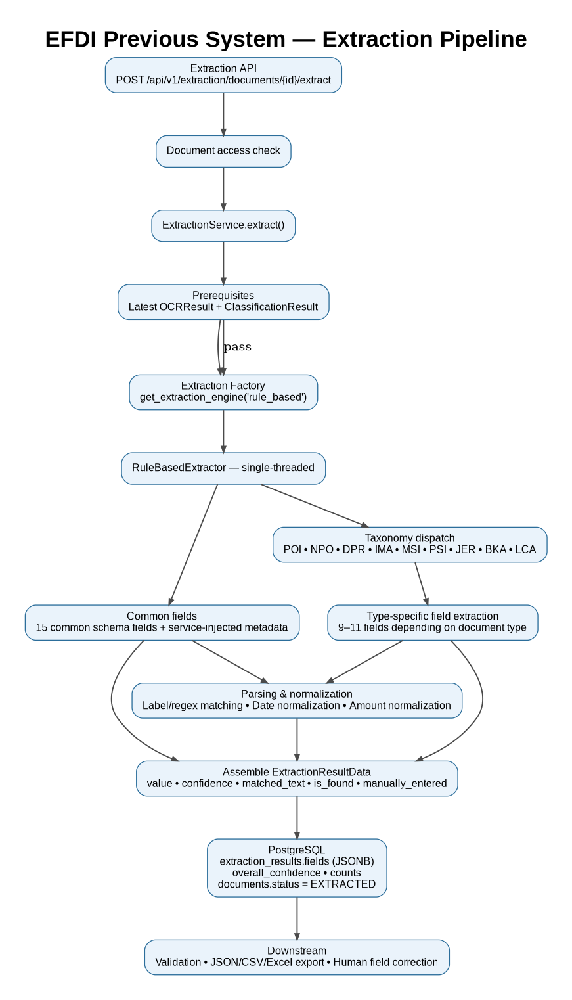 EFDI Previous System — Extraction Pipeline
Extraction API
POST /api/v1/extraction/documents/{id}/extract
Document access check
ExtractionService.extract()
Prerequisites
Latest OCRResult + ClassificationResult
pass
Extraction Factory
get_extraction_engine('rule_based')
RuleBasedExtractor — single-threaded
Taxonomy dispatch
POI • NPO • DPR • IMA • MSI • PSI • JER • BKA • LCA
Common fields
15 common schema fields + service-injected metadata
Type-specific field extraction
9–11 fields depending on document type
Parsing & normalization
Label/regex matching • Date normalization • Amount normalization
Assemble ExtractionResultData
value • confidence • matched_text • is_found • manually_entered
PostgreSQL
extraction_results.fields (JSONB)
overall_confidence • counts
documents.status = EXTRACTED
Downstream
Validation • JSON/CSV/Excel export • Human field correction